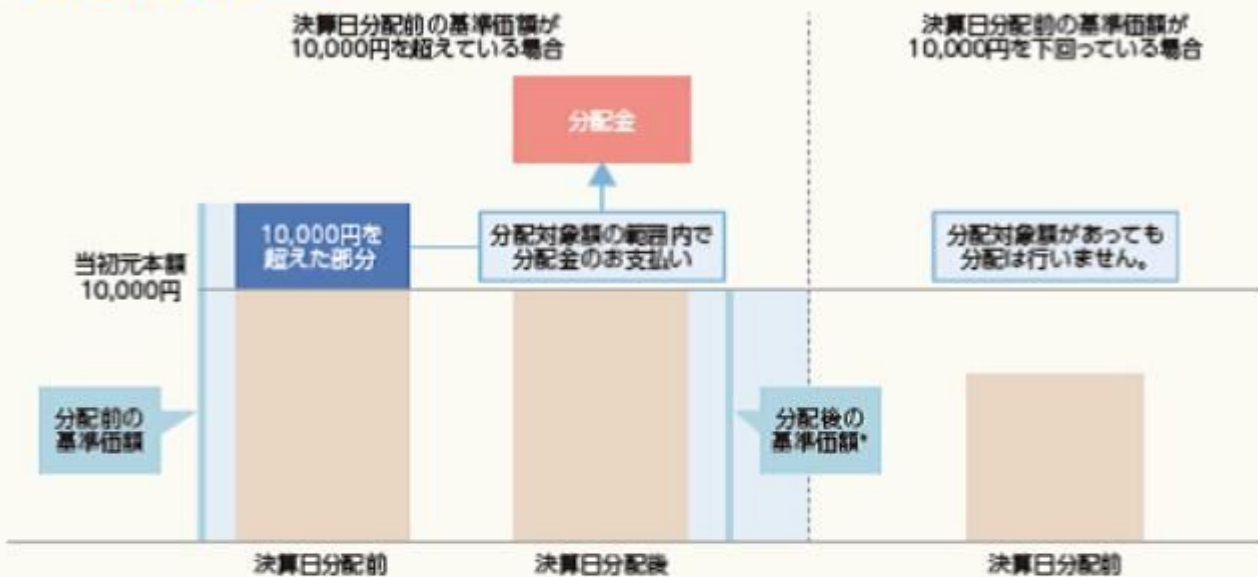 決算日分配前の基準価額が
10,000円を超えている場合
決算日分配前の基準価額が
10,000円を下回っている場合
分配金
10,000円を
超えた部分
分配対象額の範囲内で
分配金のお支払い
分配対象額があっても
分配は行いません。
当初元本額
10,000円
分配前の
基準価額
分配後の
基準価額*
決算日分配前
決算日分配後
決算日分配前